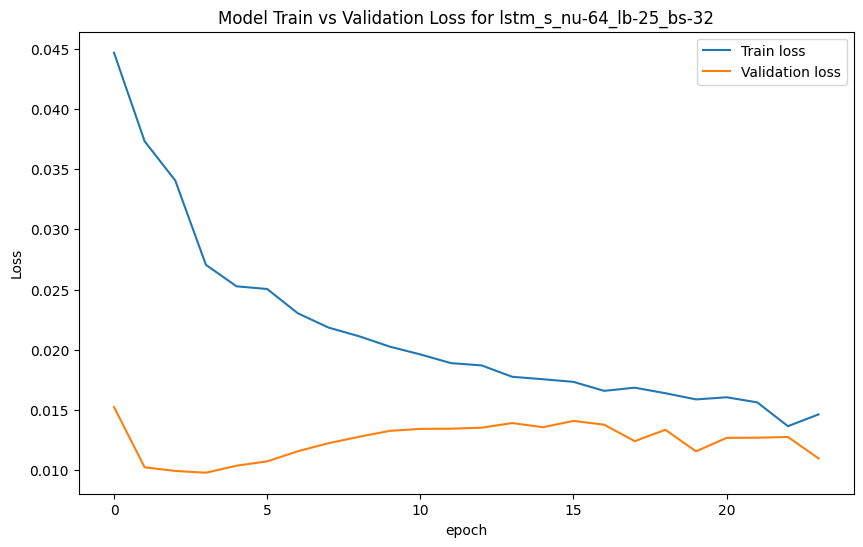 Model Train vs Validation Loss for lstm_s_nu-64_lb-25_bs-32
Train loss
Validation loss
0.045
0.040
0.035
0.030
0.025
0.020
0.015
0.010
Loss
0 5 10 15 20
epoch